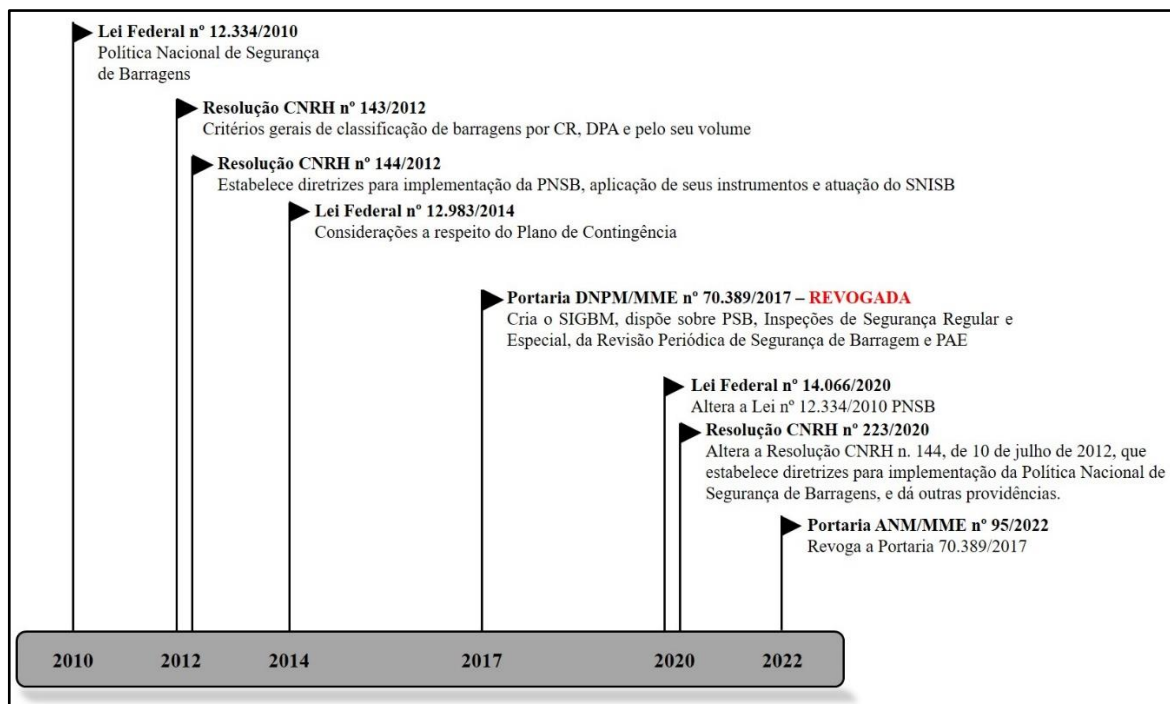 Lei Federal nº 12.334/2010
Política Nacional de Segurança
de Barragens
Resolução CNRH nº 143/2012
Critérios gerais de classificação de barragens por CR, DPA e pelo seu volume
Resolução CNRH nº 144/2012
Estabelece diretrizes para implementação da PNSB, aplicação de seus instrumentos e atuação do SNISB
Lei Federal nº 12.983/2014
Considerações a respeito do Plano de Contingência
Portaria DNPM/MME nº 70.389/2017 – REVOGADA
Cria o SIGBM, dispõe sobre PSB, Inspeções de Segurança Regular e
Especial, da Revisão Periódica de Segurança de Barragem e PAE
Lei Federal nº 14.066/2020
Altera a Lei nº 12.334/2010 PNSB
Resolução CNRH nº 223/2020
Altera a Resolução CNRH n. 144, de 10 de julho de 2012, que
estabelece diretrizes para implementação da Política Nacional de
Segurança de Barragens, e dá outras providências.
Portaria ANM/MME nº 95/2022
Revoga a Portaria 70.389/2017
2010 2012 2014 2017 2020 2022